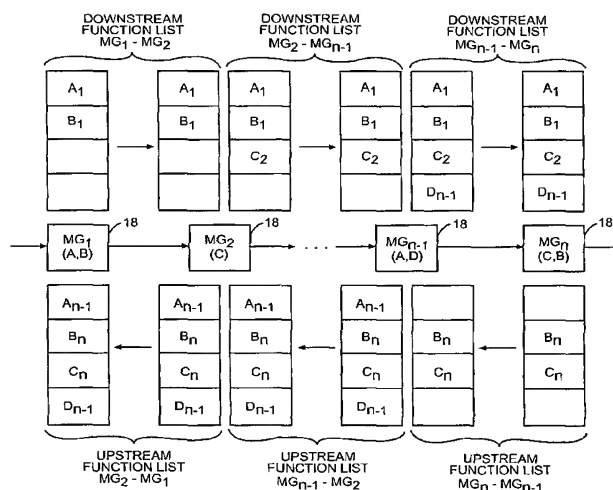 DOWNSTREAM
FUNCTION LIST
MG1 - MG2
DOWNSTREAM
FUNCTION LIST
MG2 - MGn-1
DOWNSTREAM
FUNCTION LIST
MGn-1 - MGn
A1 A1 A1 A1 A1 A1
B1 B1 B1 B1 B1 B1
C2 C2 C2 C2
Dn-1 Dn-1
18 18 18 18
MG1 MG2 . . . MGn-1 MGn
(A,B) (C) (A,D) (C,B)
An-1 An-1 An-1 An-1
Bn Bn Bn Bn Bn Bn
Cn Cn Cn Cn Cn Cn
Dn-1 Dn-1 Dn-1 Dn-1
UPSTREAM
FUNCTION LIST
MG2 - MG1
UPSTREAM
FUNCTION LIST
MGn-1 - MG2
UPSTREAM
FUNCTION LIST
MGn - MGn-1